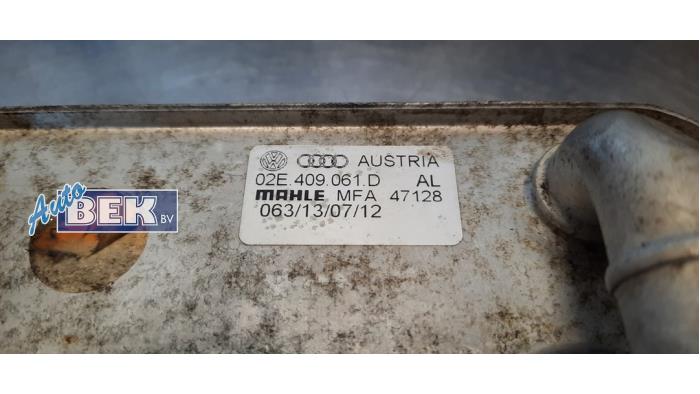 AUSTRIA
02E 409.061.D AL
MAHLE MFA 47128
063/13/07/12
Auto
BEK BV